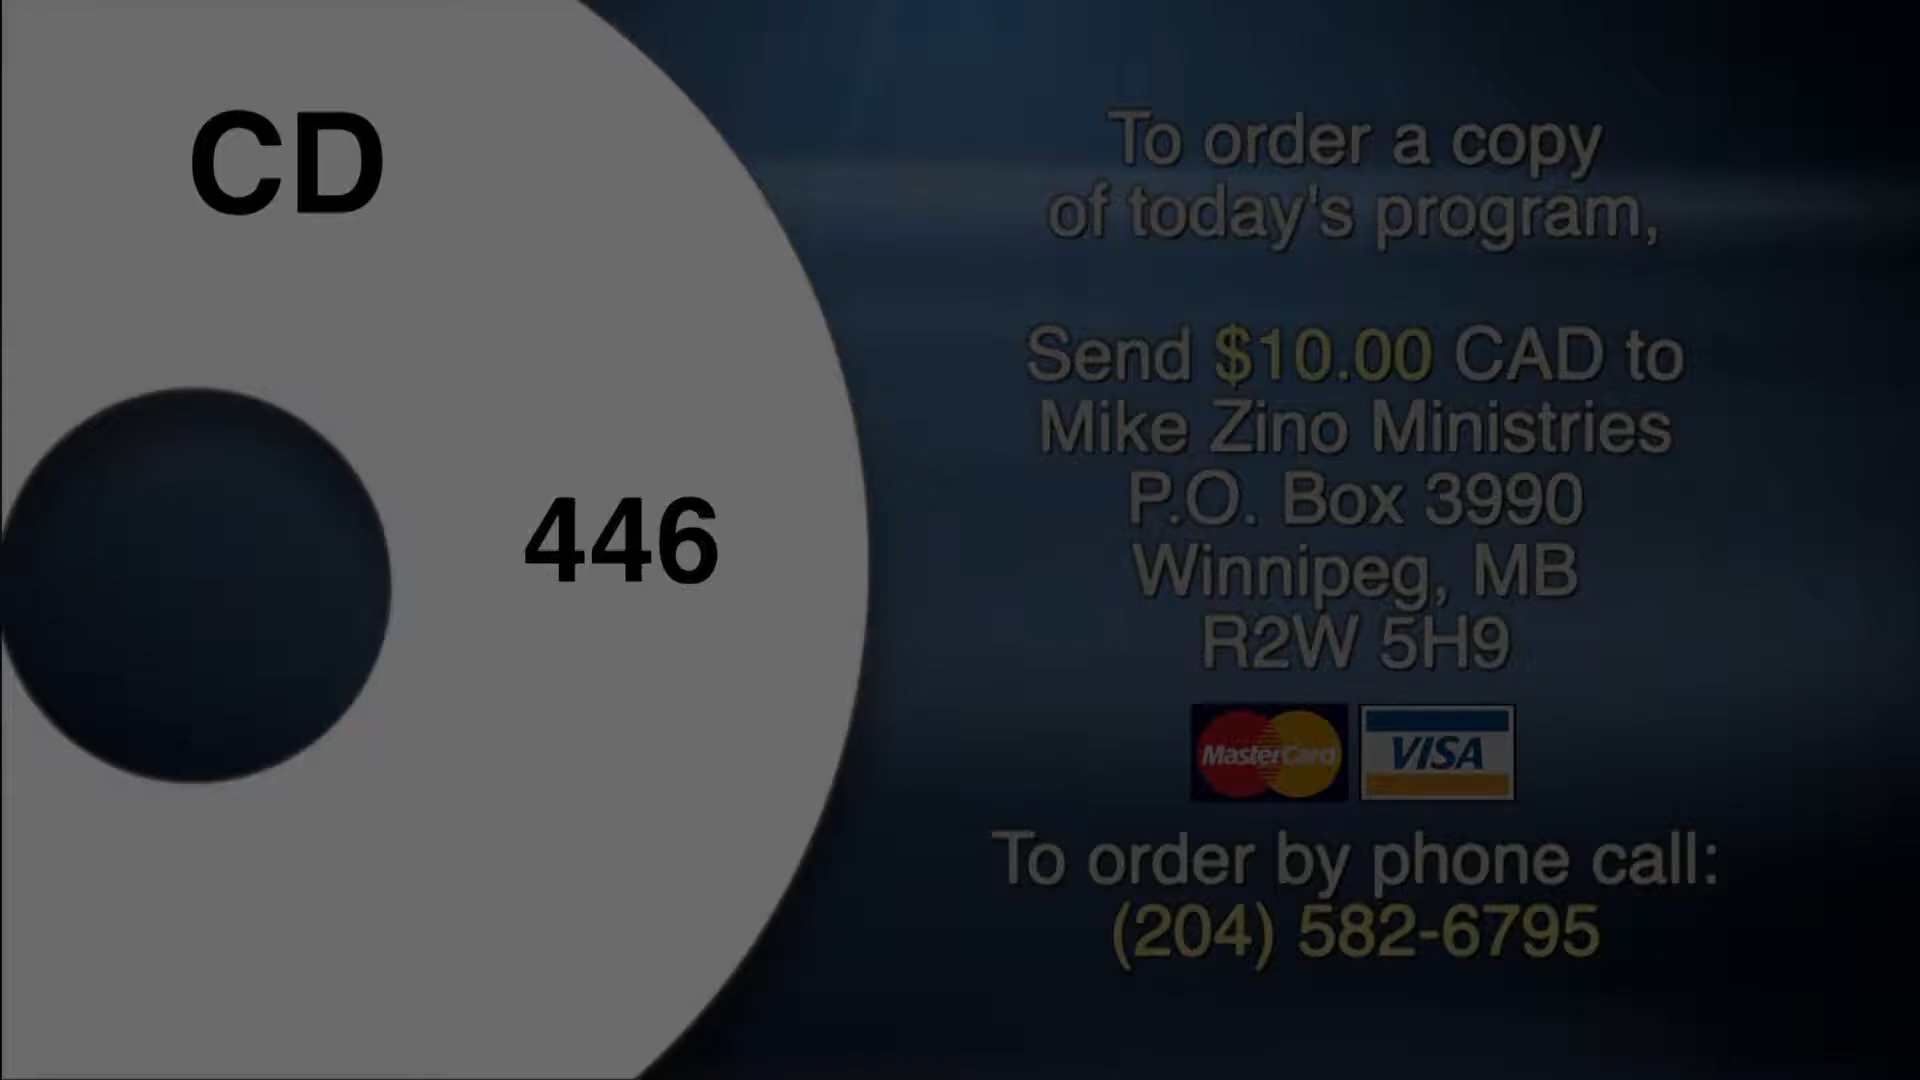 CD
446
To order a copy
of today's program,
Send $10.00 CAD to
Mike Zino Ministries
P.O. Box 3990
Winnipeg, MB
R2W 5H9
MasterCard VISA
To order by phone call:
(204) 582-6795